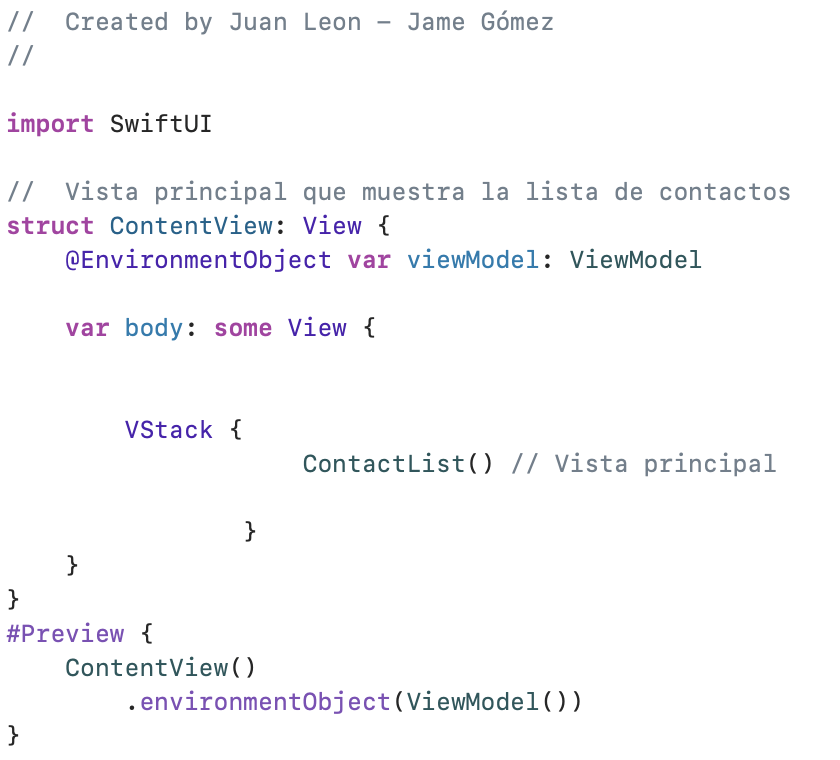 //  Created by Juan Leon – Jame Gómez
//
import SwiftUI
//  Vista principal que muestra la lista de contactos
struct ContentView: View {
    @EnvironmentObject var viewModel: ViewModel
    var body: some View {
        VStack {
                    ContactList() // Vista principal
                }
    }
}
#Preview {
    ContentView()
        .environmentObject(ViewModel())
}